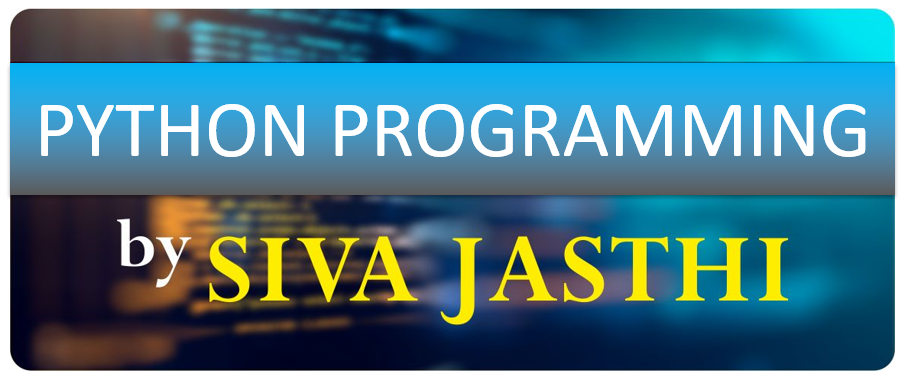 PYTHON PROGRAMMING
by SIVA JASTHI